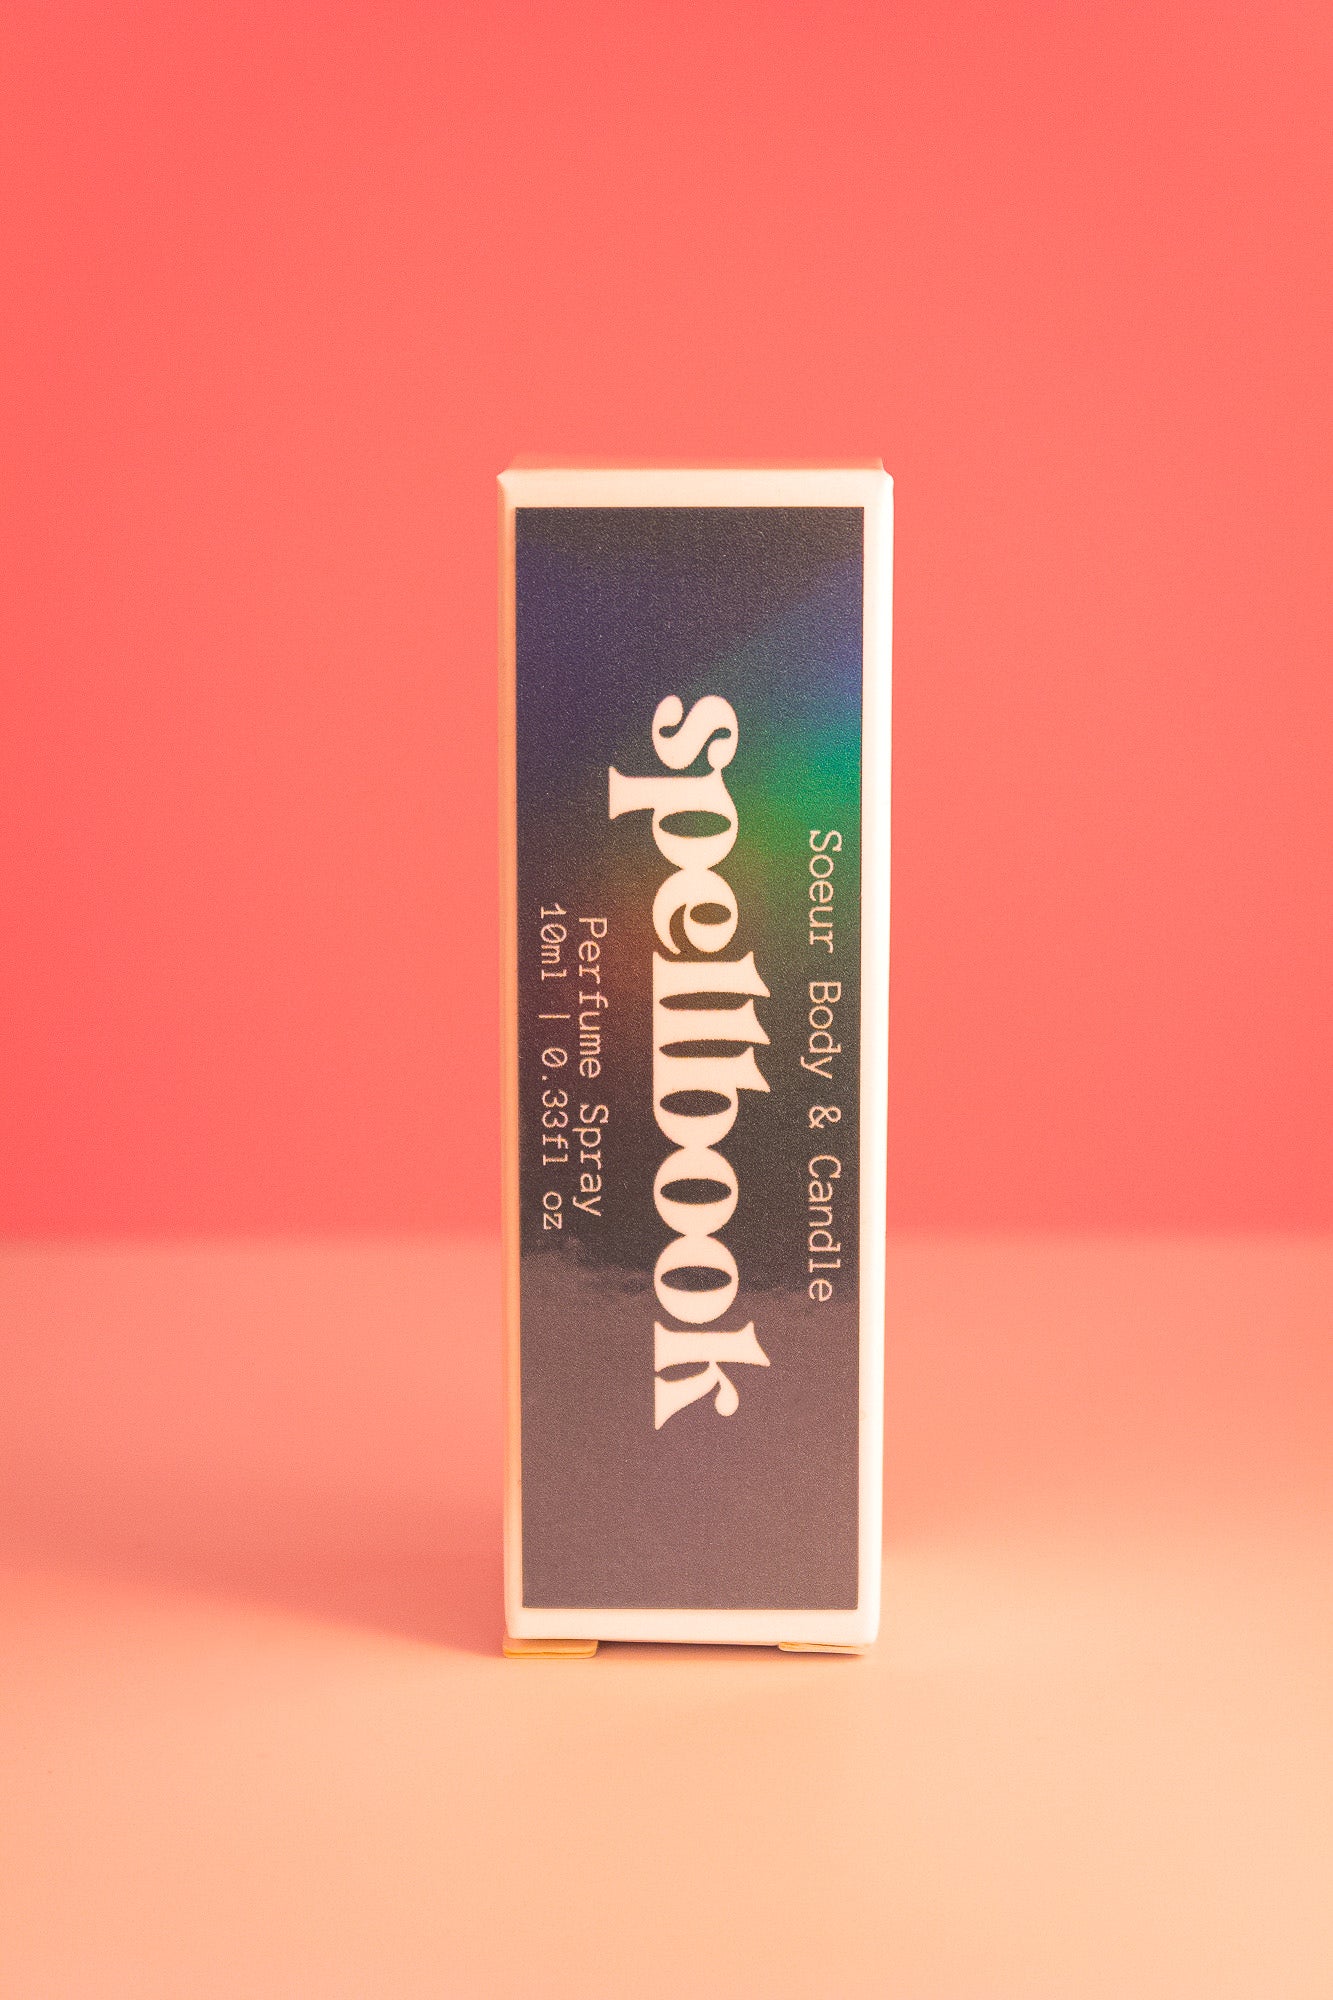 Soeur Body & Candle
spellbook
Perfume Spray
10ml | 0.33fl oz